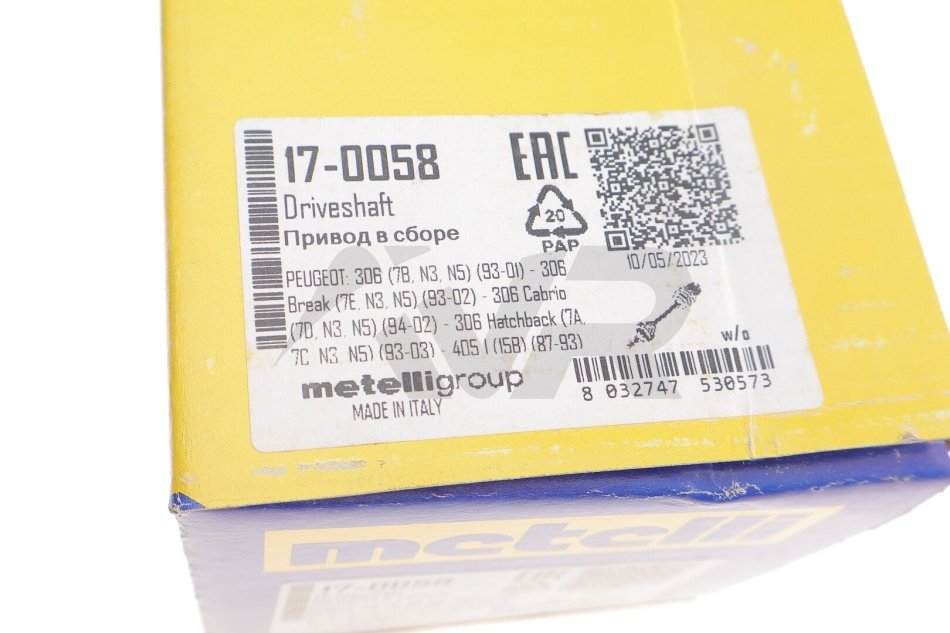 17-0058
EAC
Driveshaft
Привод в сборе
20
PAP
10/05/2023
PEUGEOT: 306 (7B, N3, N5) (93-01) - 306
Break (7E, N3, N5) (93-02) - 306 Cabrio
(7D, N3, N5) (94-02) - 306 Hatchback (7A,
7C, N3, N5) (93-03) - 405 I (15B) (87-93)
w/o
metelligroup
MADE IN ITALY
8 032747 530573
metelli
17-0058